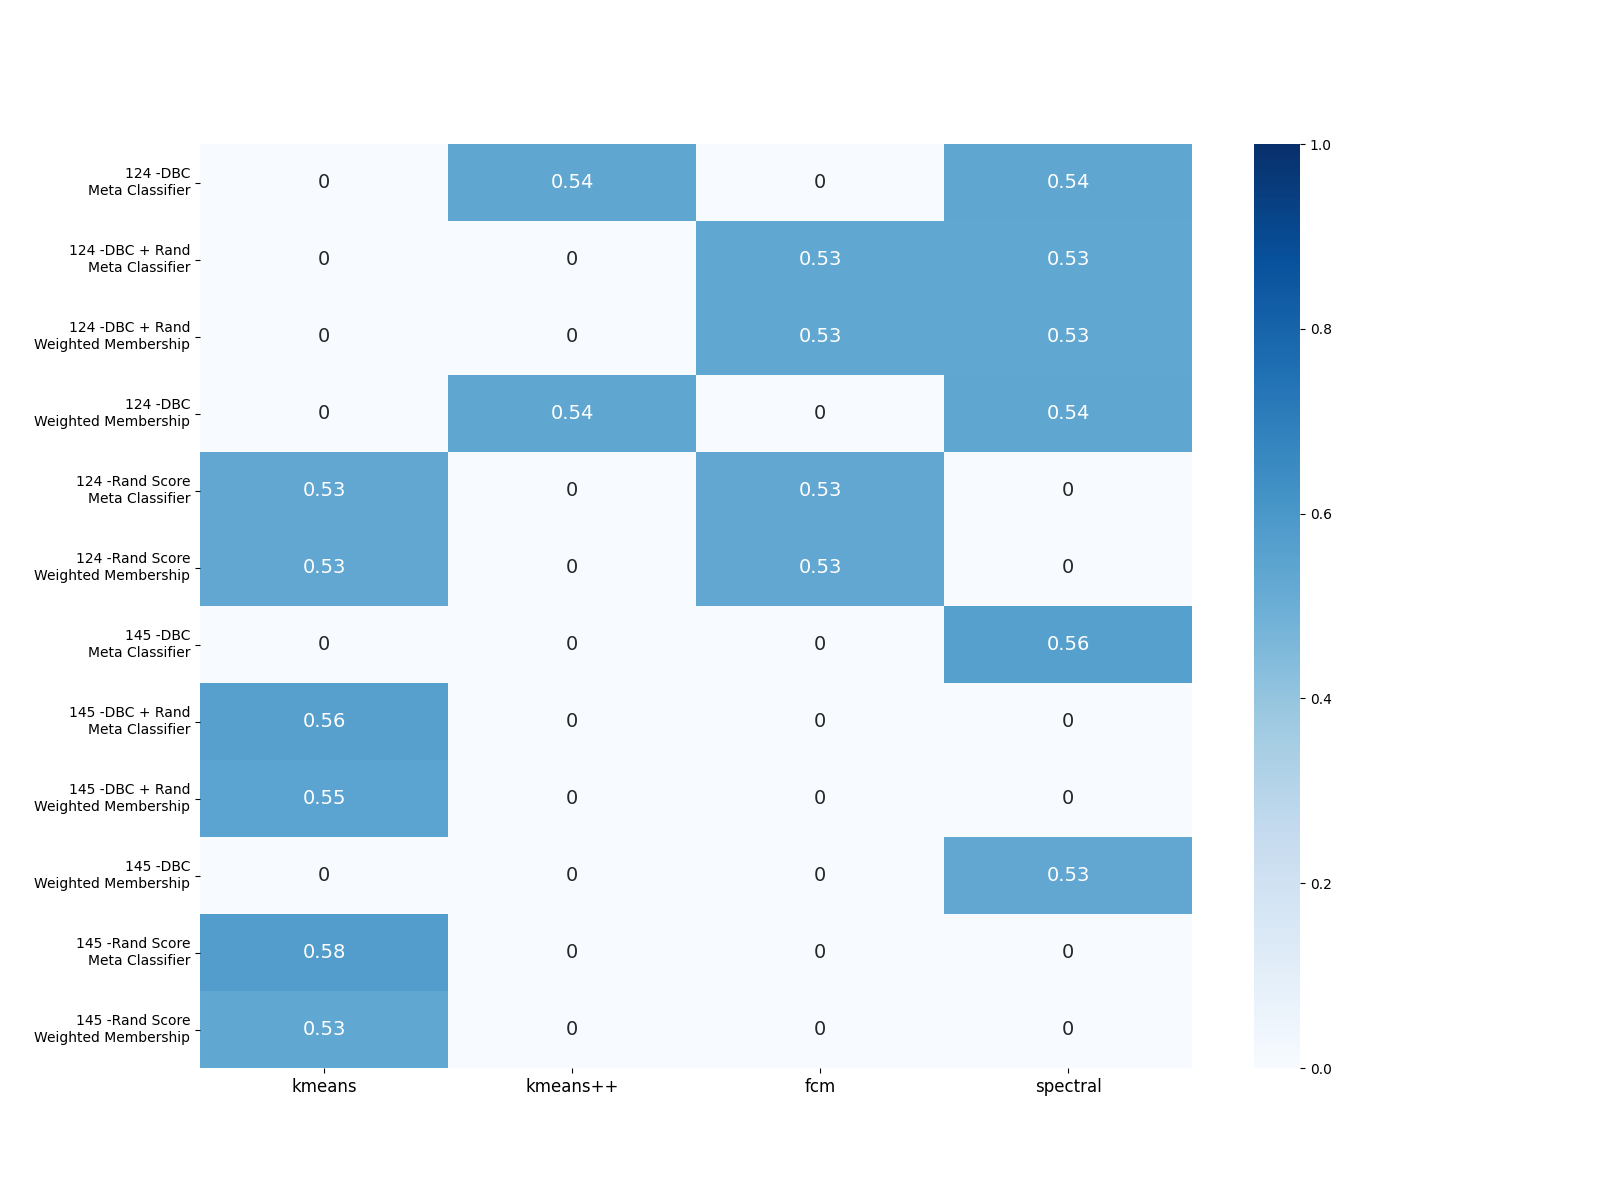 124 -DBC
Meta Classifier
0 0.54 0 0.54
124 -DBC + Rand
Meta Classifier
0 0 0.53 0.53
124 -DBC + Rand
Weighted Membership
0 0 0.53 0.53
124 -DBC
Weighted Membership
0 0.54 0 0.54
124 -Rand Score
Meta Classifier
0.53 0 0.53 0
124 -Rand Score
Weighted Membership
0.53 0 0.53 0
145 -DBC
Meta Classifier
0 0 0 0.56
145 -DBC + Rand
Meta Classifier
0.56 0 0 0
145 -DBC + Rand
Weighted Membership
0.55 0 0 0
145 -DBC
Weighted Membership
0 0 0 0.53
145 -Rand Score
Meta Classifier
0.58 0 0 0
145 -Rand Score
Weighted Membership
0.53 0 0 0
kmeans kmeans++ fcm spectral
1.0
0.8
0.6
0.4
0.2
0.0